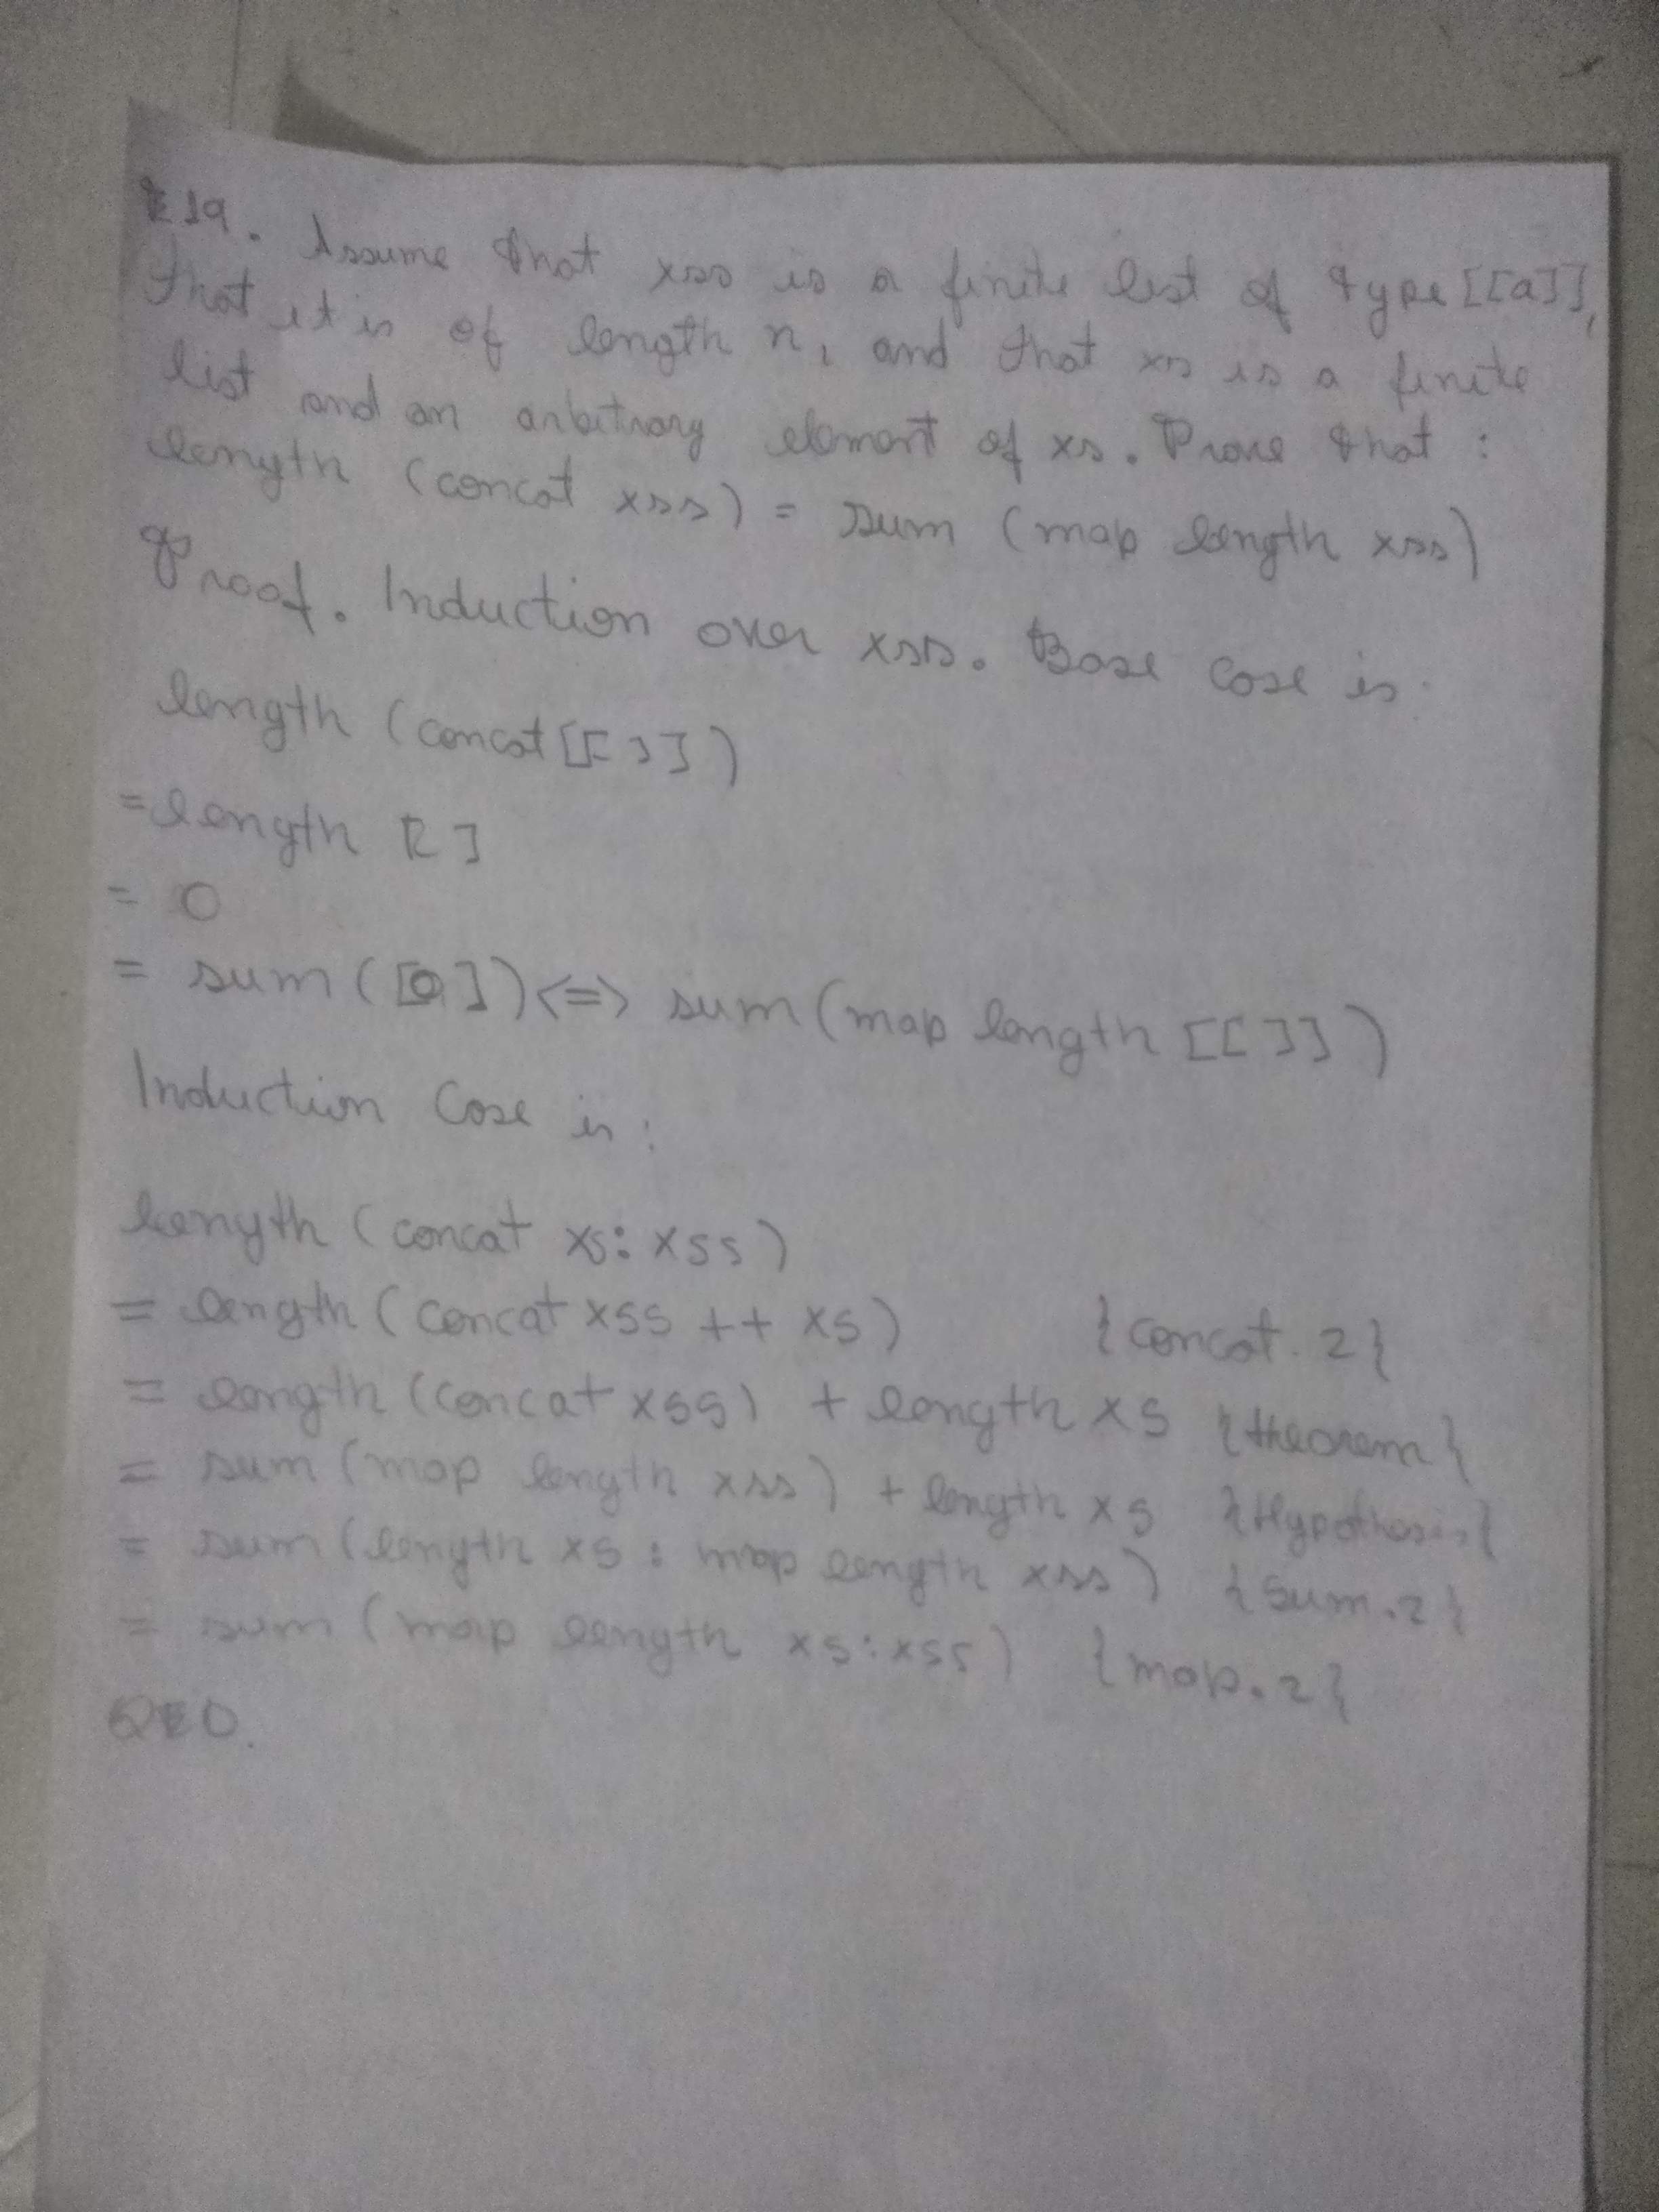 E19. Assume that xss is a finite list of type [[a]],
that it is of length n, and that xs is a finite
list and an arbitrary element of xs. Prove that :
length (concat xss) = sum (map length xss)
Proof. Induction over xss. Base case is:
length (concat [[ ]])
= length [ ]
= 0
= sum ([0]) <=> sum (map length [[ ]])
Induction Case is:
length (concat xs: xss)
= length (concat xss ++ xs) {concat. 2}
= length (concat xss) + length xs {theorem}
= sum (map length xss) + length xs {Hypothesis}
= sum (length xs : map length xss) {sum.2}
= sum (map length xs:xss) {map.2}
QED.